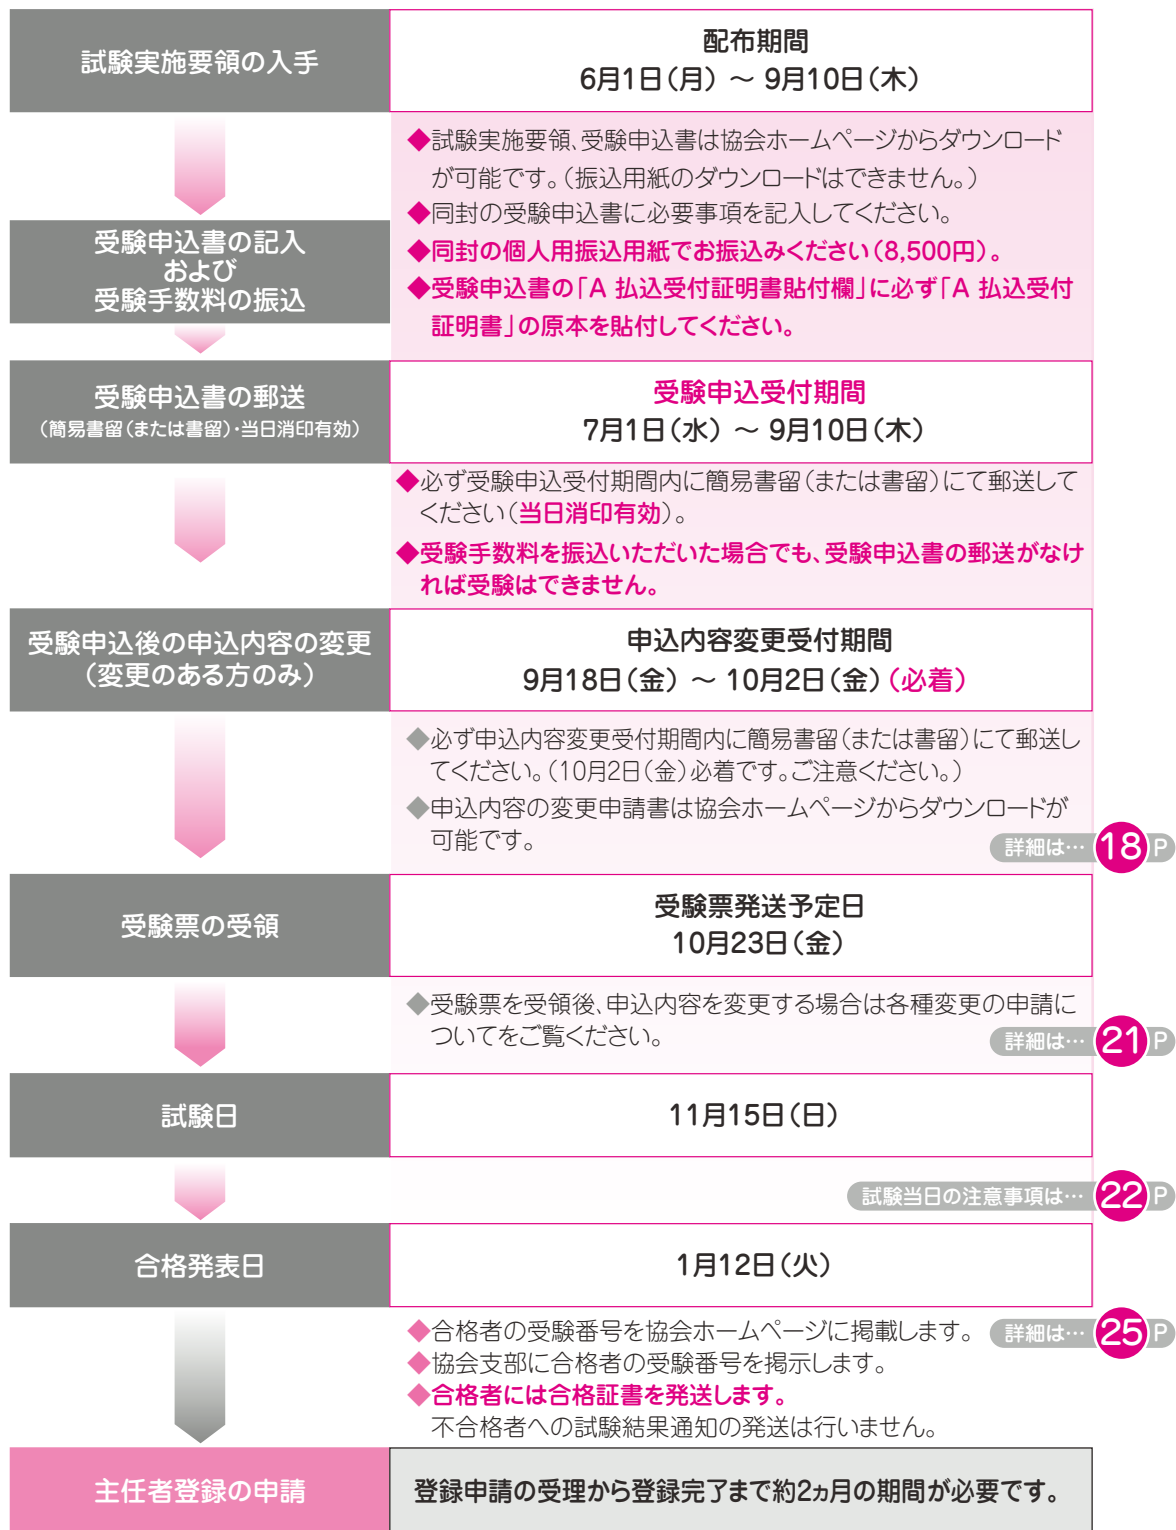 試験実施要領の入手
配布期間
6月1日（月）～ 9月10日（木）
◆試験実施要領、受験申込書は協会ホームページからダウンロード
が可能です。（振込用紙のダウンロードはできません。）
◆同封の受験申込書に必要事項を記入してください。
◆同封の個人用振込用紙でお振込みください（8,500円）。
◆受験申込書の「A 払込受付証明書貼付欄」に必ず「A 払込受付
証明書」の原本を貼付してください。
受験申込書の記入
および
受験手数料の振込
受験申込書の郵送
（簡易書留（または書留）・当日消印有効）
受験申込受付期間
7月1日（水）～ 9月10日（木）
◆必ず受験申込受付期間内に簡易書留（または書留）にて郵送して
ください（当日消印有効）。
◆受験手数料を振込いただいた場合でも、受験申込書の郵送がなけ
れば受験はできません。
受験申込後の申込内容の変更
（変更のある方のみ）
申込内容変更受付期間
9月18日（金）～ 10月2日（金）（必着）
◆必ず申込内容変更受付期間内に簡易書留（または書留）にて郵送し
てください。（10月2日（金）必着です。ご注意ください。）
◆申込内容の変更申請書は協会ホームページからダウンロードが
可能です。
詳細は… 18 P
受験票の受領
受験票発送予定日
10月23日（金）
◆受験票を受領後、申込内容を変更する場合は各種変更の申請に
ついてをご覧ください。
詳細は… 21 P
試験日
11月15日（日）
試験当日の注意事項は… 22 P
合格発表日
1月12日（火）
◆合格者の受験番号を協会ホームページに掲載します。
詳細は… 25 P
◆協会支部に合格者の受験番号を掲示します。
◆合格者には合格証書を発送します。
不合格者への試験結果通知の発送は行いません。
主任者登録の申請
登録申請の受理から登録完了まで約2ヵ月の期間が必要です。